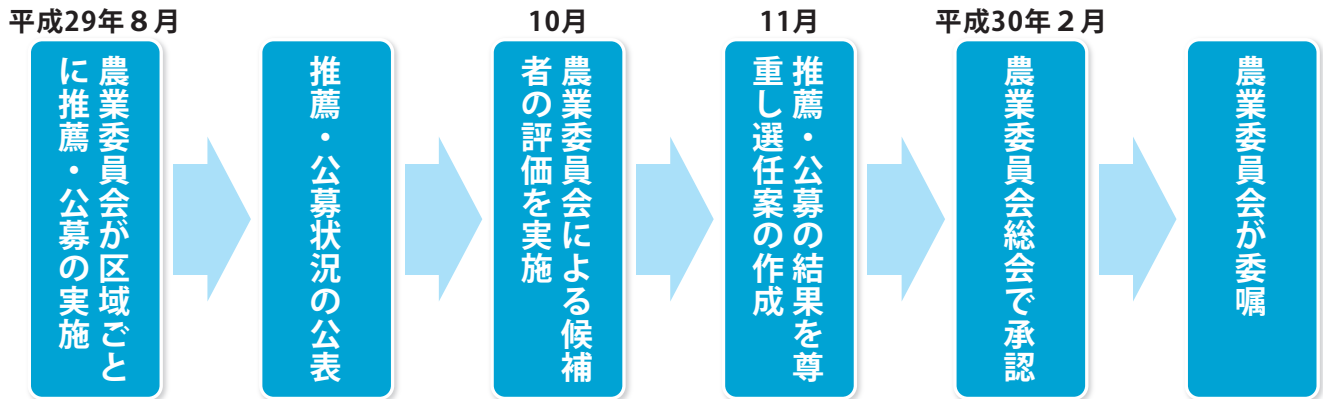 平成29年８月
農業委員会が区域ごと
に推薦・公募の実施
推薦・公募状況の公表
10月
農業委員会による候補
者の評価を実施
11月
推薦・公募の結果を尊
重し選任案の作成
平成30年２月
農業委員会総会で承認
農業委員会が委嘱